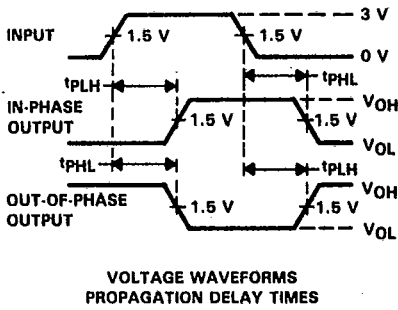 3 V
INPUT
1.5 V
1.5 V
0 V
tPLH
tPHL
IN-PHASE
OUTPUT
VOH
1.5 V
1.5 V
VOL
tPHL
tPLH
OUT-OF-PHASE
OUTPUT
VOH
1.5 V
1.5 V
VOL
VOLTAGE WAVEFORMS
PROPAGATION DELAY TIMES